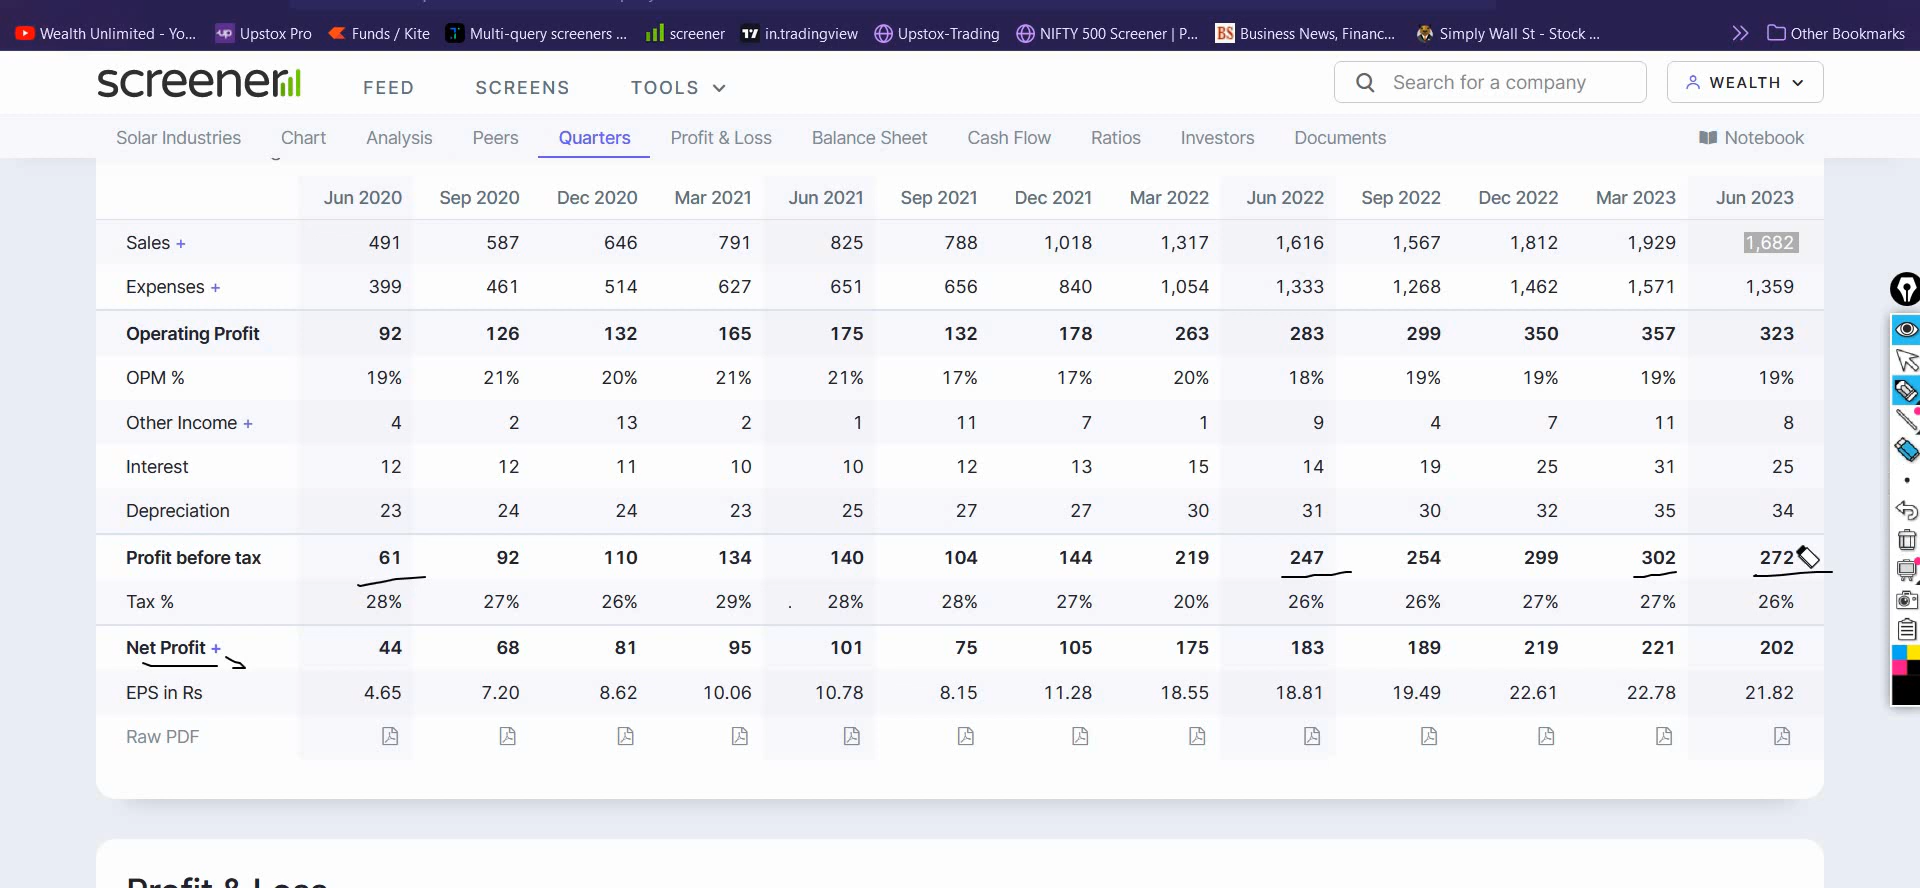 Wealth Unlimited - Yo... Upstox Pro Funds / Kite Multi-query screeners ... screener in.tradingview Upstox-Trading NIFTY 500 Screener | P... BS Business News, Financ... Simply Wall St - Stock ... Other Bookmarks
screener FEED SCREENS TOOLS Search for a company WEALTH
Solar Industries Chart Analysis Peers Quarters Profit & Loss Balance Sheet Cash Flow Ratios Investors Documents Notebook
Jun 2020 Sep 2020 Dec 2020 Mar 2021 Jun 2021 Sep 2021 Dec 2021 Mar 2022 Jun 2022 Sep 2022 Dec 2022 Mar 2023 Jun 2023
Sales + 491 587 646 791 825 788 1,018 1,317 1,616 1,567 1,812 1,929 1,682
Expenses + 399 461 514 627 651 656 840 1,054 1,333 1,268 1,462 1,571 1,359
Operating Profit 92 126 132 165 175 132 178 263 283 299 350 357 323
OPM % 19% 21% 20% 21% 21% 17% 17% 20% 18% 19% 19% 19% 19%
Other Income + 4 2 13 2 1 11 7 1 9 4 7 11 8
Interest 12 12 11 10 10 12 13 15 14 19 25 31 25
Depreciation 23 24 24 23 25 27 27 30 31 30 32 35 34
Profit before tax 61 92 110 134 140 104 144 219 247 254 299 302 272
Tax % 28% 27% 26% 29% 28% 28% 27% 20% 26% 26% 27% 27% 26%
Net Profit + 44 68 81 95 101 75 105 175 183 189 219 221 202
EPS in Rs 4.65 7.20 8.62 10.06 10.78 8.15 11.28 18.55 18.81 19.49 22.61 22.78 21.82
Raw PDF
Profit & Loss